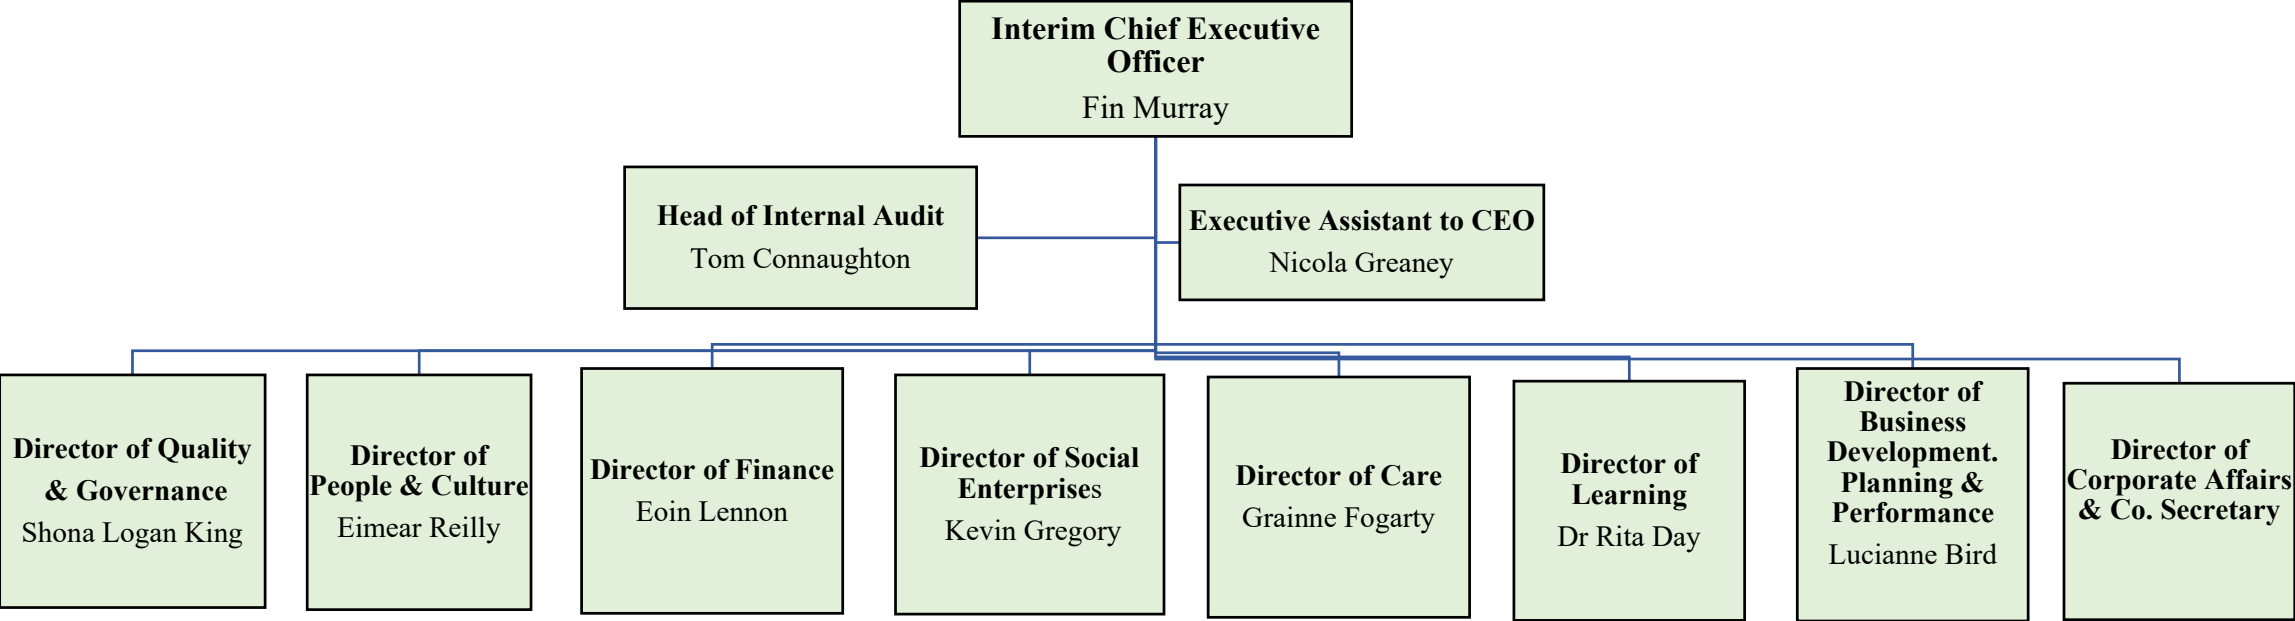 Interim Chief Executive
Officer
Fin Murray
Head of Internal Audit
Tom Connaughton
Executive Assistant to CEO
Nicola Greaney
Director of Quality
& Governance
Shona Logan King
Director of
People & Culture
Eimear Reilly
Director of Finance
Eoin Lennon
Director of Social
Enterprises
Kevin Gregory
Director of Care
Grainne Fogarty
Director of
Learning
Dr Rita Day
Director of
Business
Development.
Planning &
Performance
Lucianne Bird
Director of
Corporate Affairs
& Co. Secretary